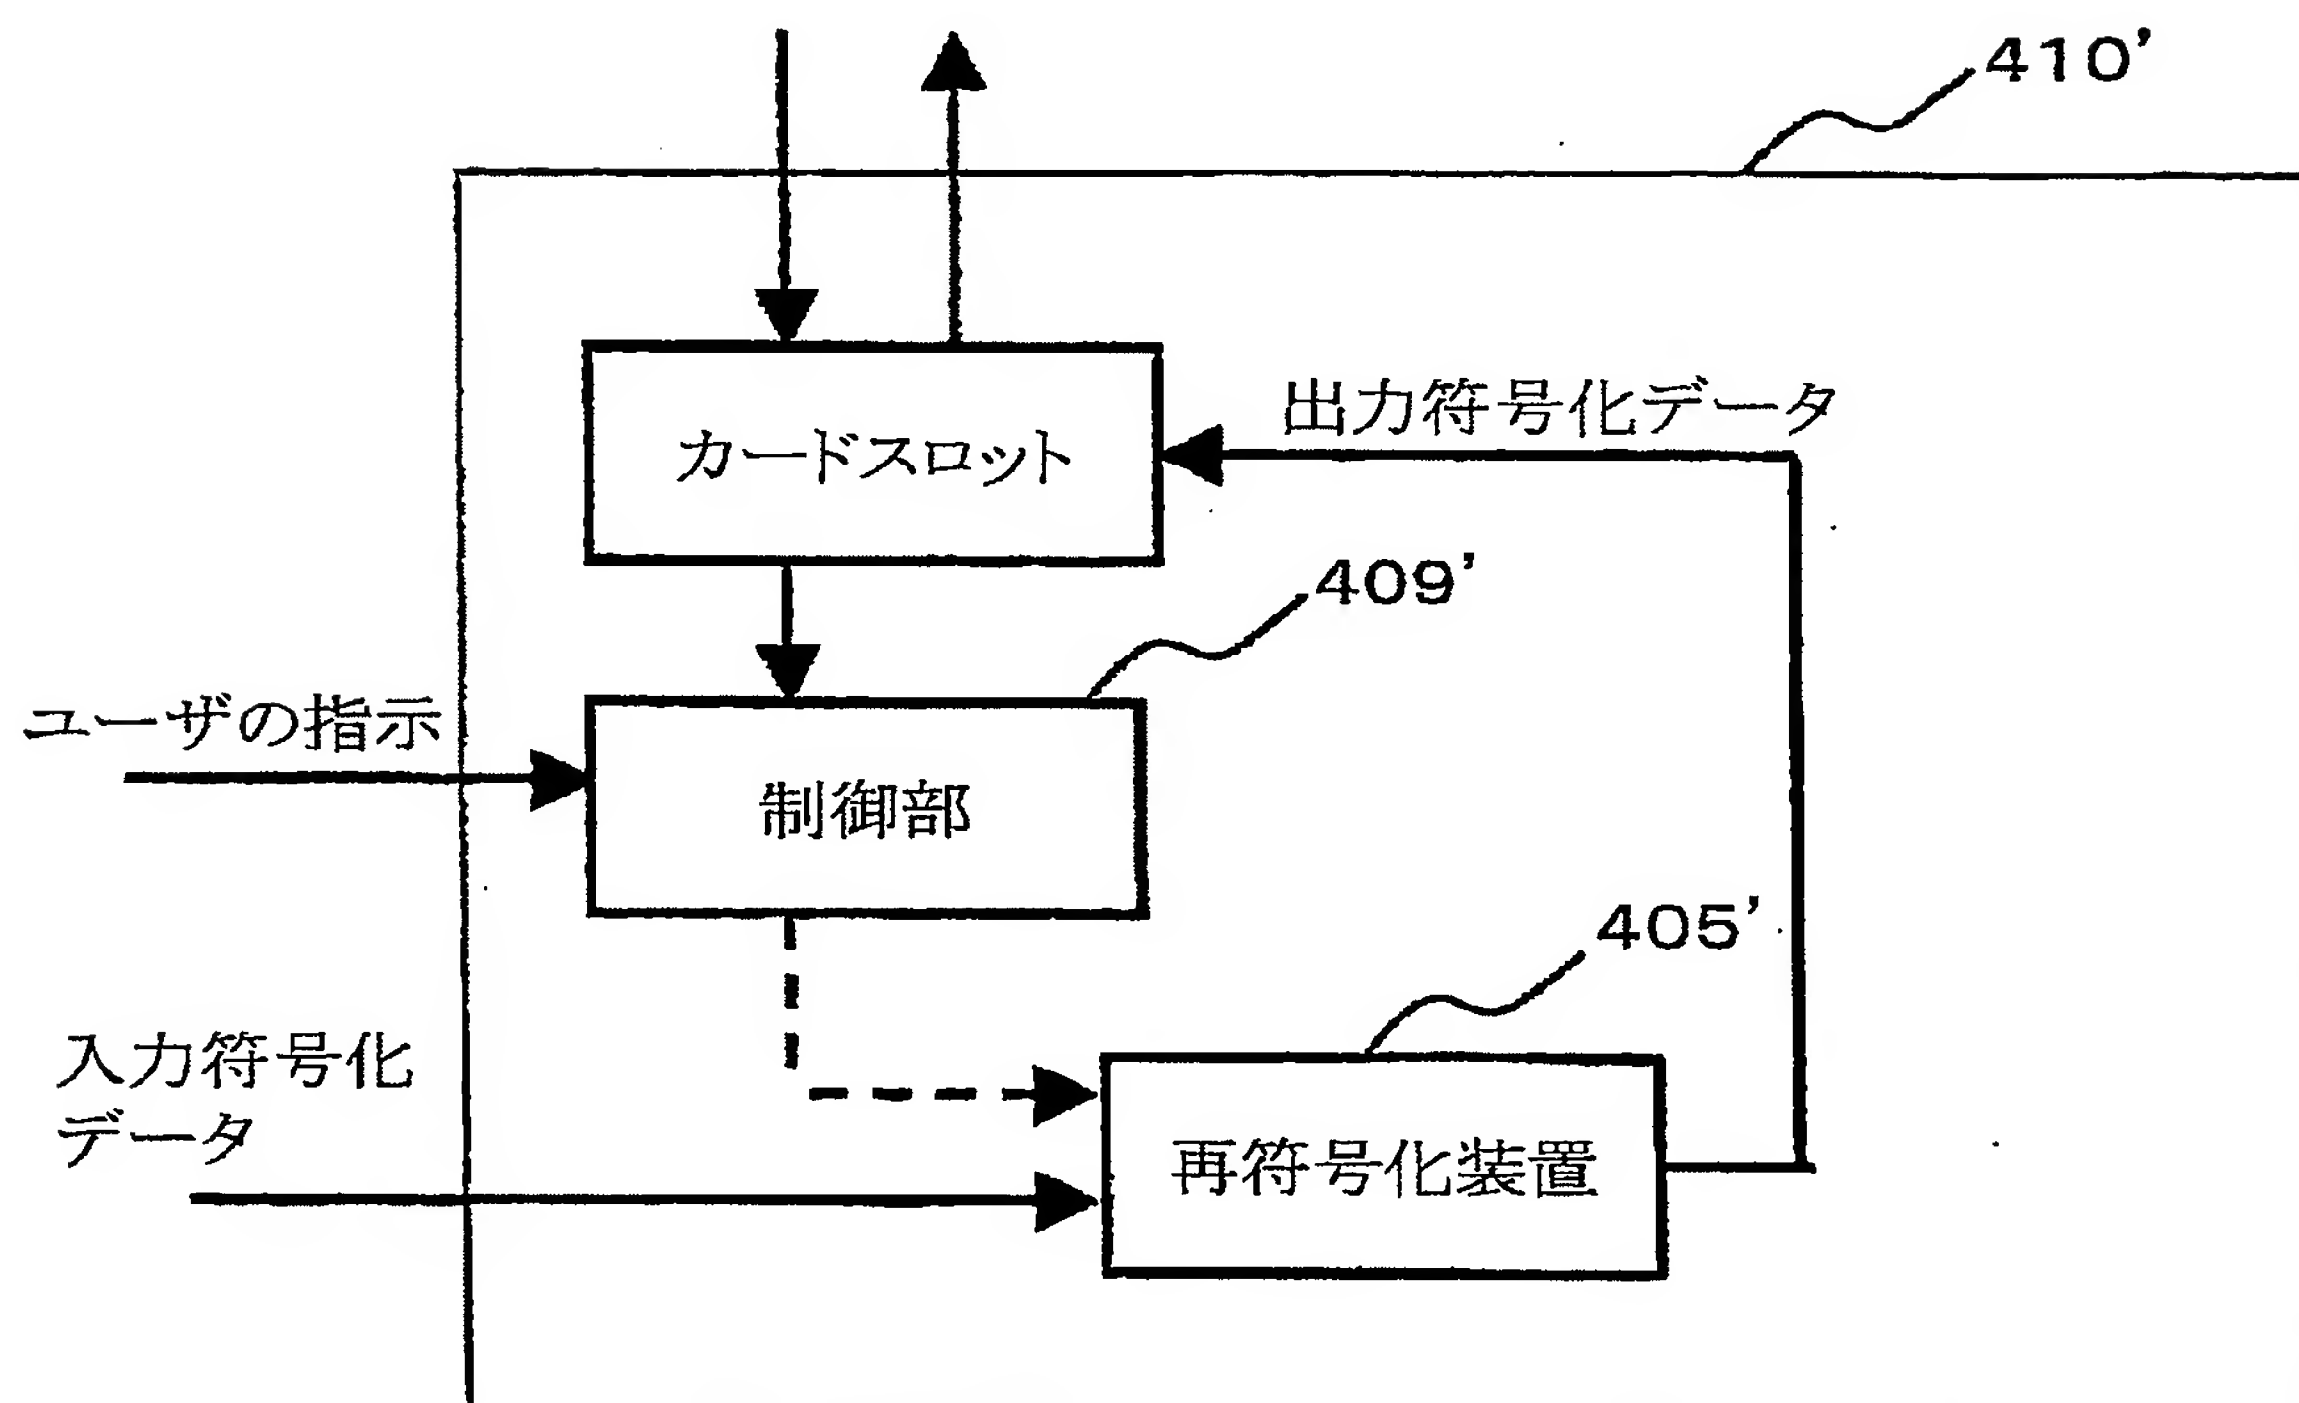 410’
カードスロット
出力符号化データ
409’
ユーザの指示
制御部
405’
入力符号化
データ
再符号化装置